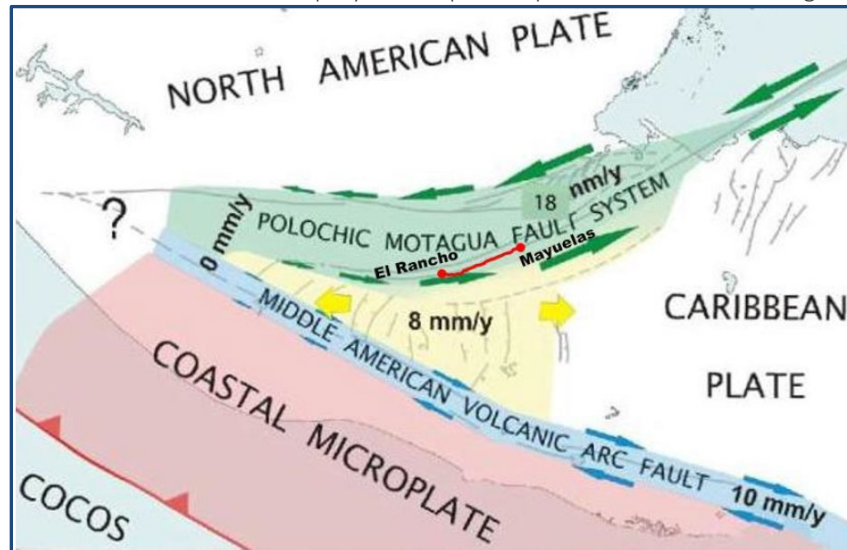 NORTH AMERICAN PLATE
18 mm/y
POLOCHIC MOTAGUA FAULT SYSTEM
0 mm/y
?
El Rancho
Mayuelas
8 mm/y
CARIBBEAN
PLATE
MIDDLE AMERICAN VOLCANIC ARC FAULT
10 mm/y
COASTAL MICROPLATE
COCOS